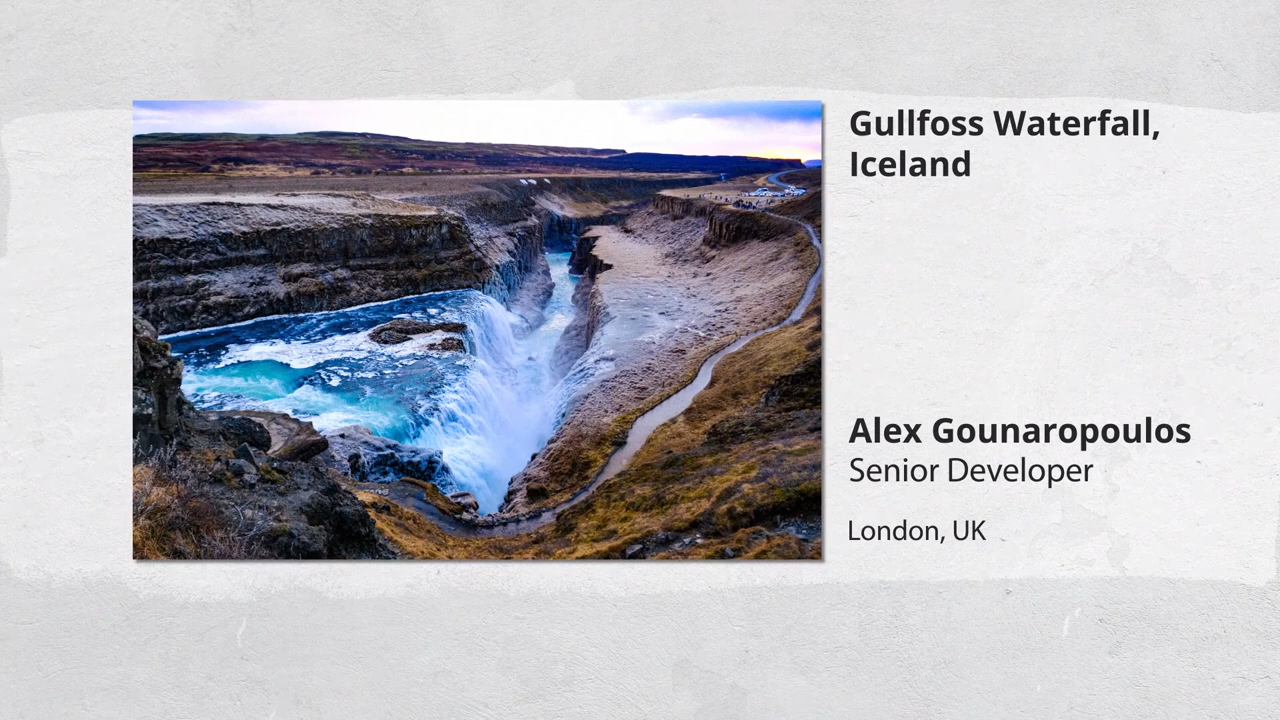 Gullfoss Waterfall,
Iceland
Alex Gounaropoulos
Senior Developer
London, UK